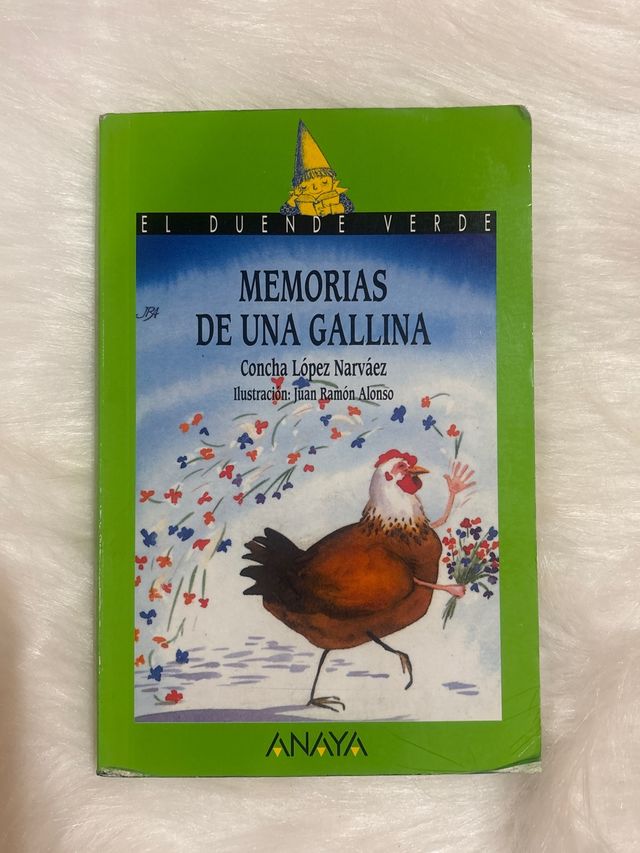 EL DUENDE VERDE
MEMORIAS
DE UNA GALLINA
Concha López Narváez
Ilustración: Juan Ramón Alonso
ANAYA